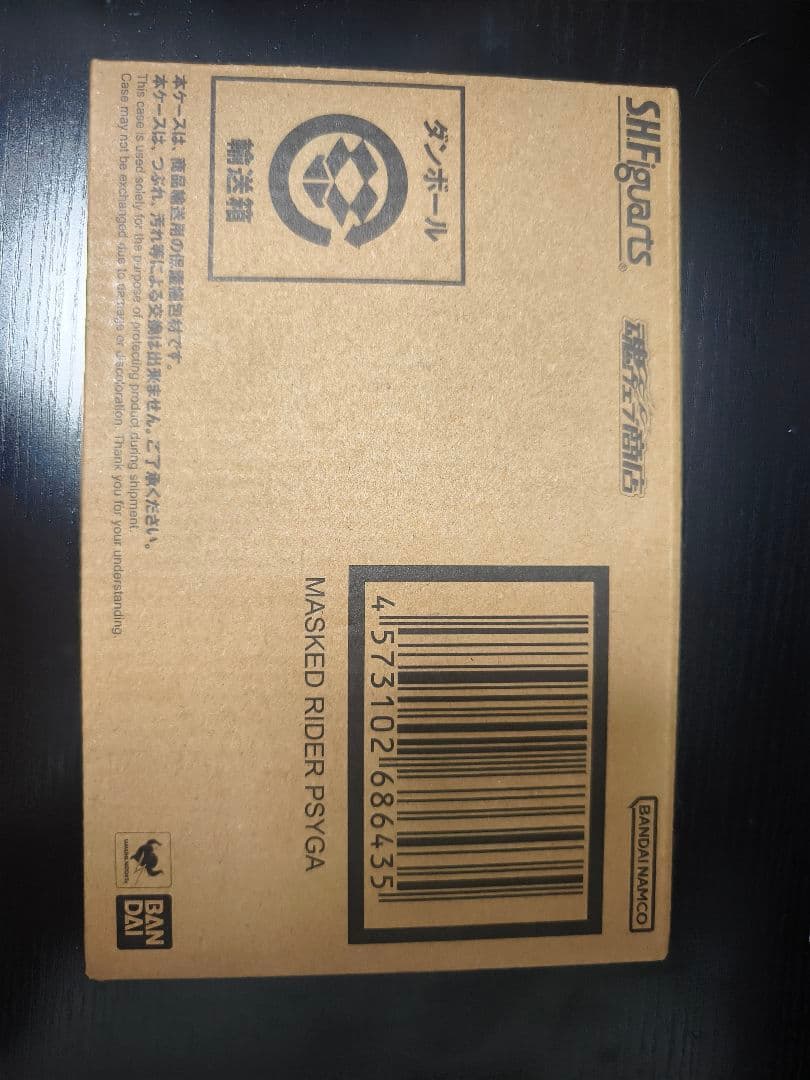 S.H.Figuarts®
魂ウェブ商店
BANDAI NAMCO
ダンボール
輸送箱
4 573102 686435
MASKED RIDER PSYGA
本ケースは、商品輸送用の保護梱包材です。
本ケースは、つぶれ、汚れ等による交換は出来ません。ご了承ください。
This case is used solely for the purpose of protecting product during shipment.
Case may not be exchanged due to damage or discoloration. Thank you for your understanding.
BAN
DAI